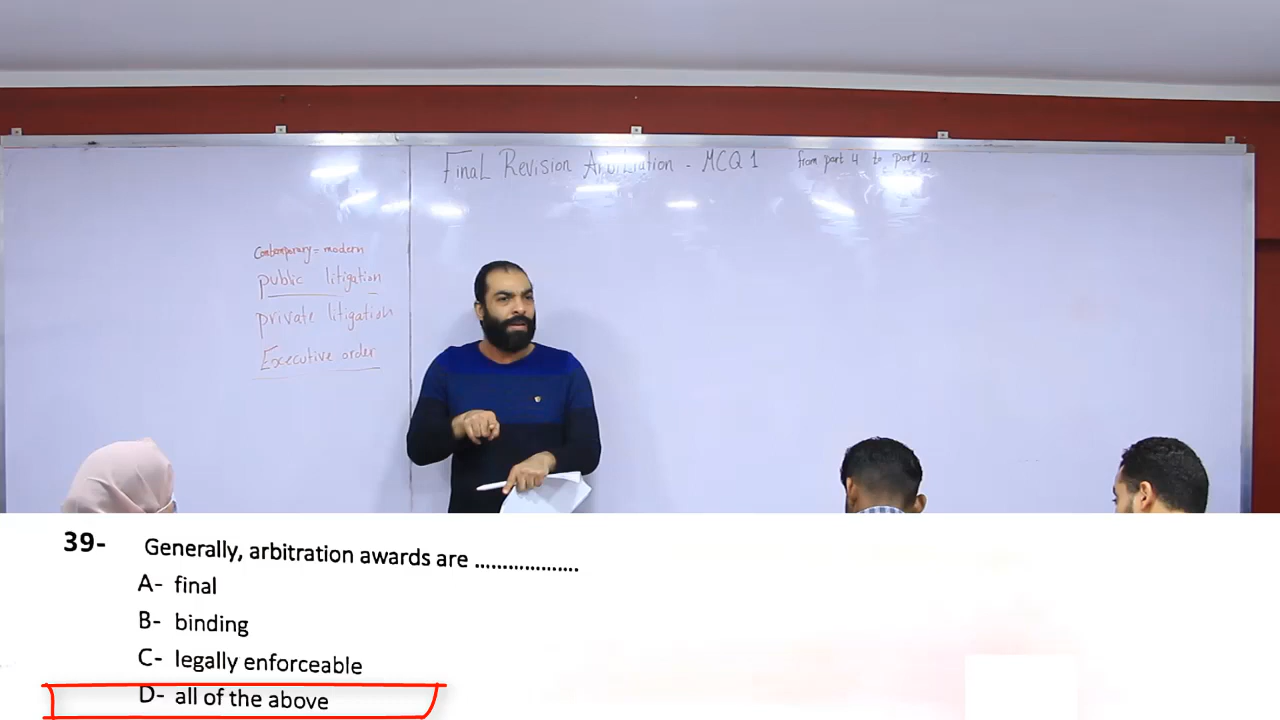 Final Revision Arbitration - MCQ 1 from part 4 to part 12
Contemporary = modern
public litigation
private litigation
Excecutive order
39- Generally, arbitration awards are ...................
A- final
B- binding
C- legally enforceable
D- all of the above